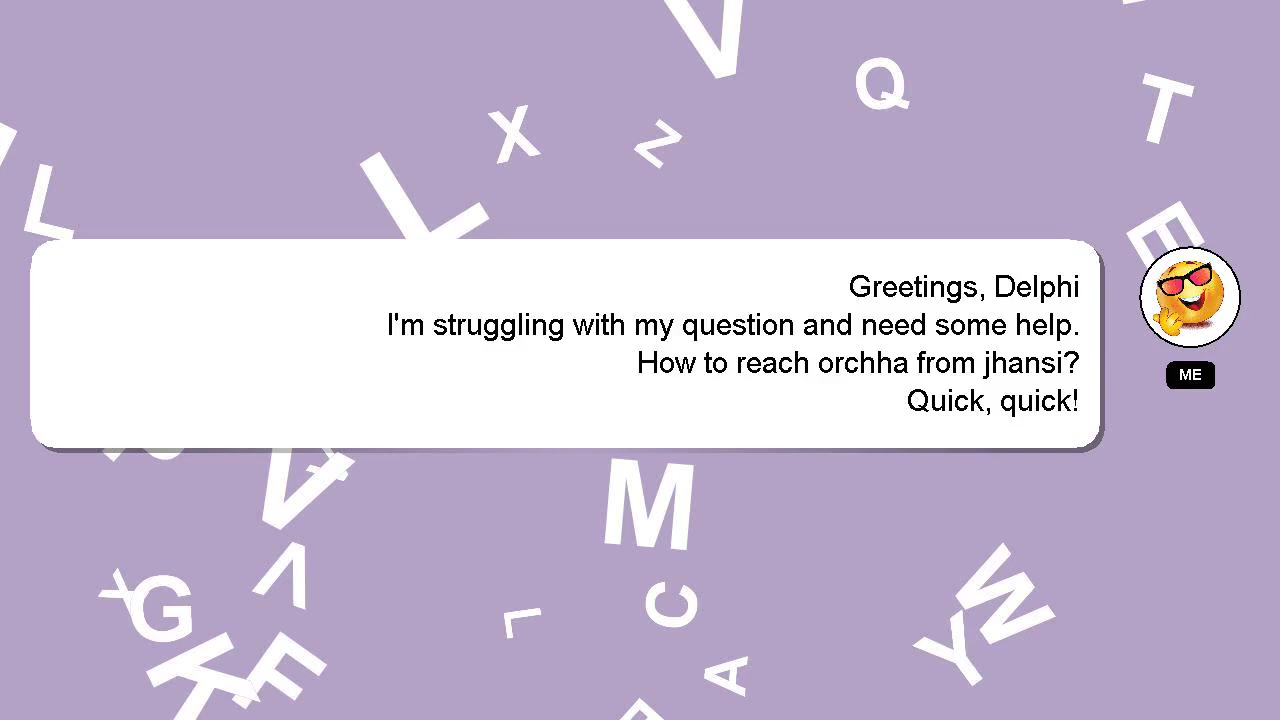 Greetings, Delphi
I'm struggling with my question and need some help.
How to reach orchha from jhansi?
Quick, quick!
ME
V
Q
X
Z
T
L
L
E
V
M
V
X
G
C
L
W
Y
K
F
A